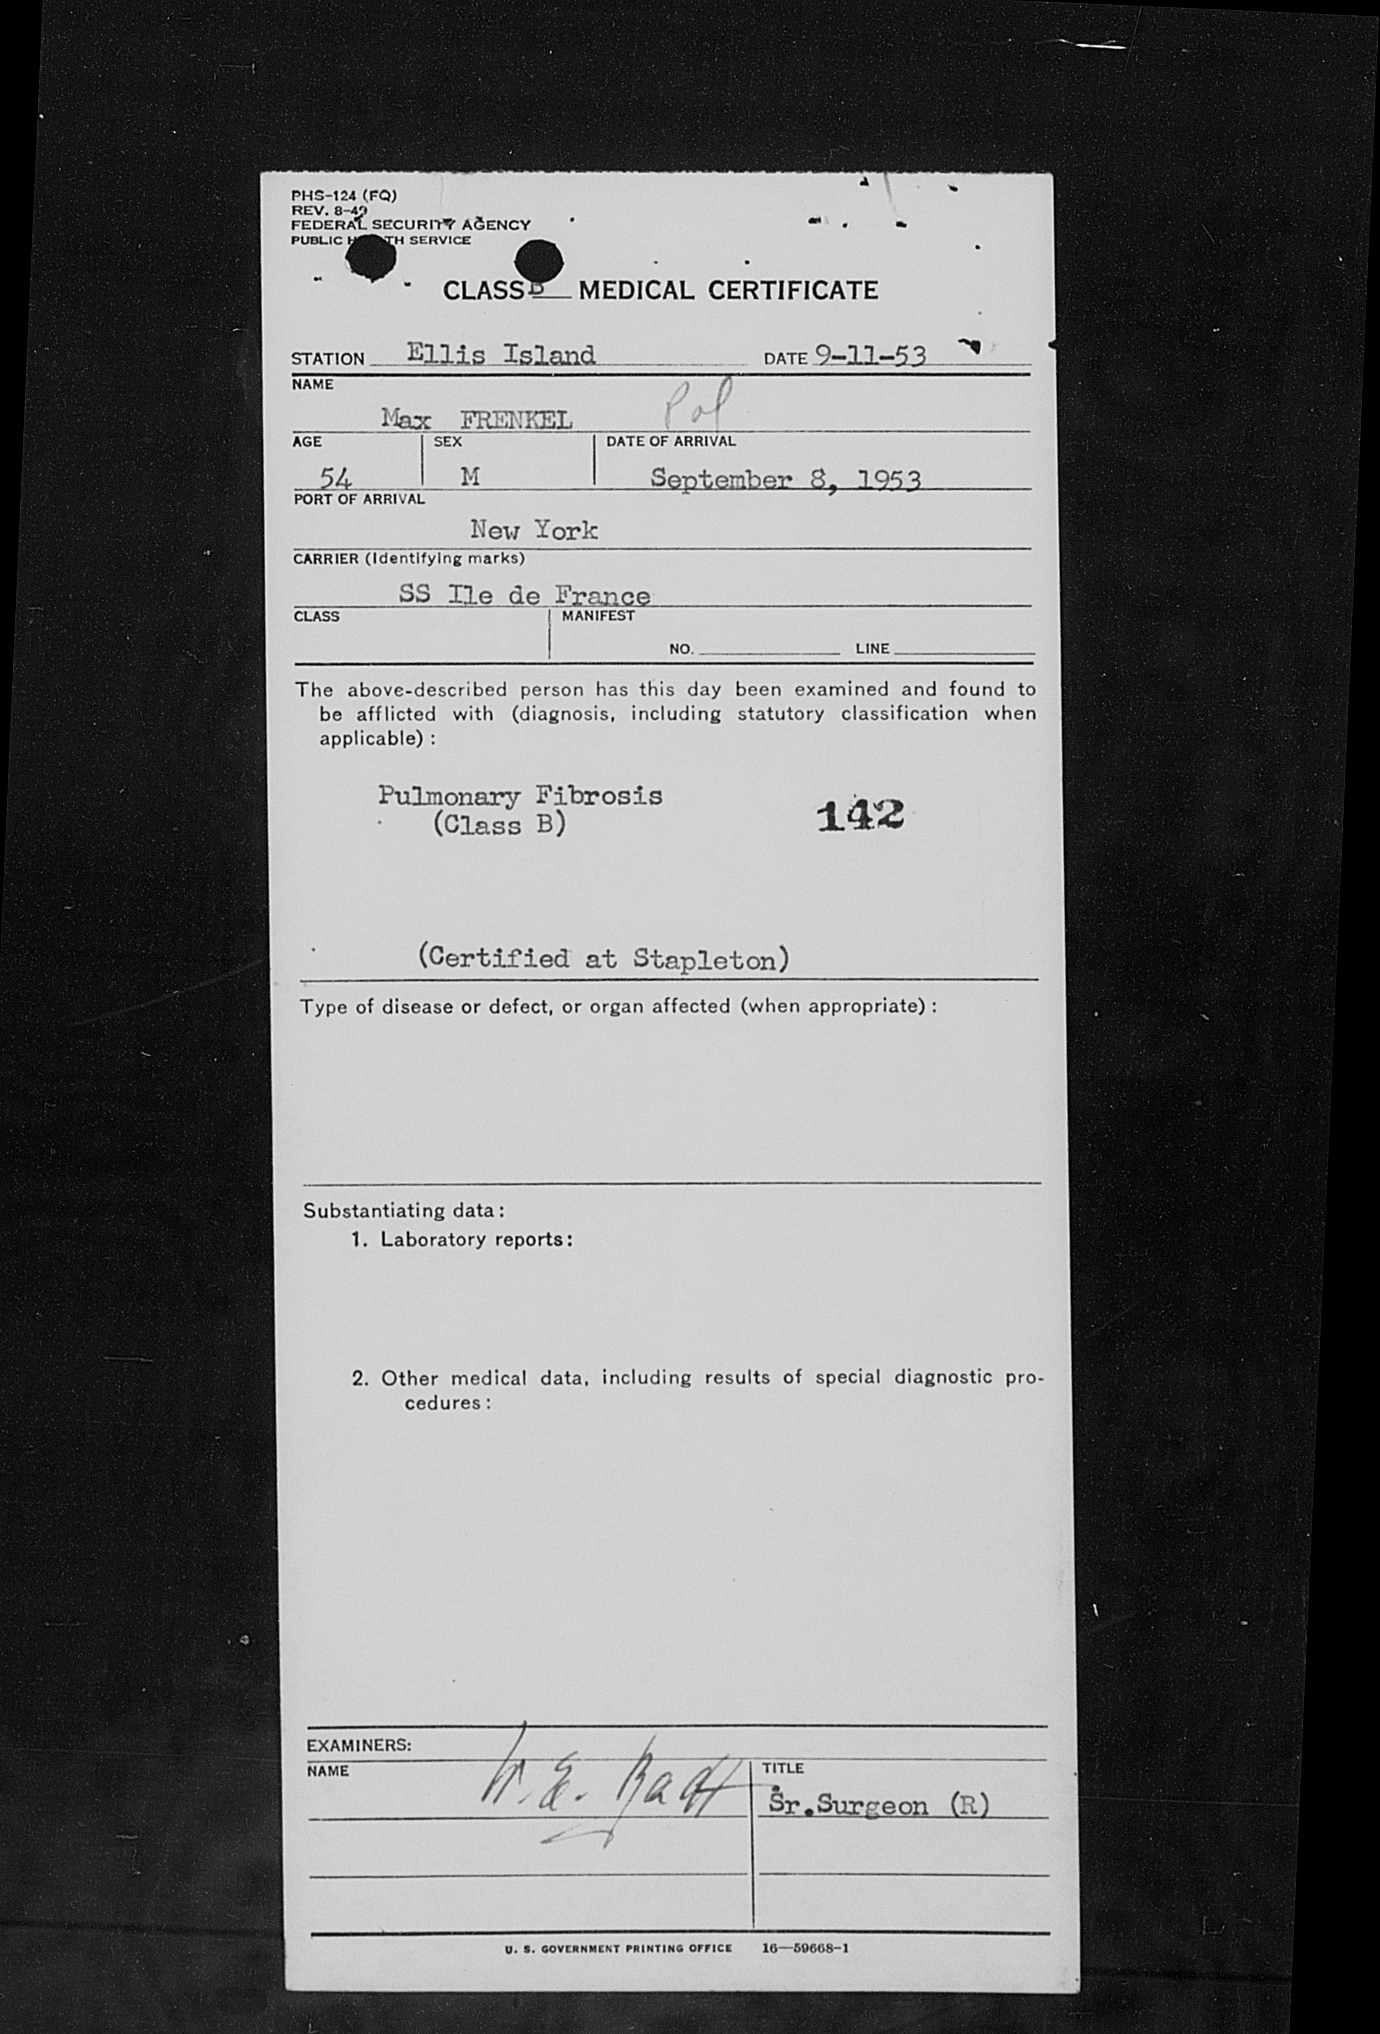 PHS-124 (FQ)
REV. 8-49
FEDERAL SECURITY AGENCY
PUBLIC H TH SERVICE
CLASS B MEDICAL CERTIFICATE
STATION Ellis Island DATE 9-11-53
NAME
Max FRENKEL Pol
AGE SEX DATE OF ARRIVAL
54 M September 8, 1953
PORT OF ARRIVAL
New York
CARRIER (Identifying marks)
SS Ile de France
CLASS MANIFEST
NO. LINE
The above-described person has this day been examined and found to
be afflicted with (diagnosis, including statutory classification when
applicable) :
Pulmonary Fibrosis
(Class B)
142
(Certified at Stapleton)
Type of disease or defect, or organ affected (when appropriate) :
Substantiating data:
1. Laboratory reports:
2. Other medical data, including results of special diagnostic pro-
cedures:
EXAMINERS:
NAME TITLE
Sr.Surgeon (R)
U. S. GOVERNMENT PRINTING OFFICE 16—59668-1